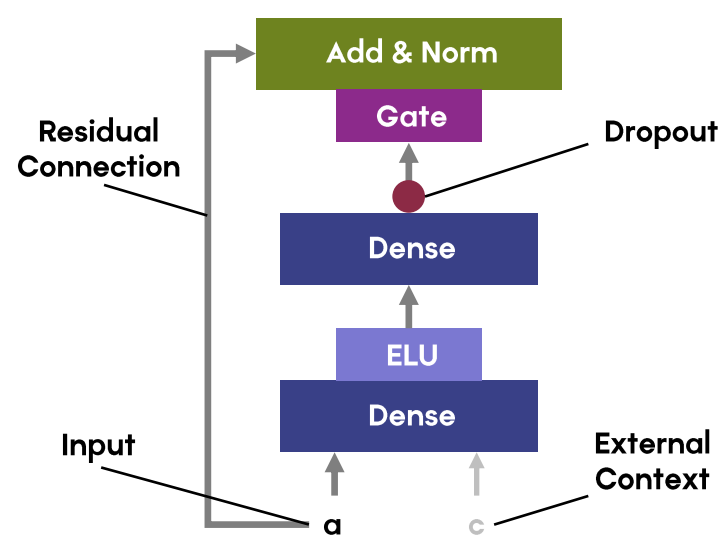 Add & Norm
Gate
Residual
Connection
Dropout
Dense
ELU
Dense
Input
External
Context
a
c